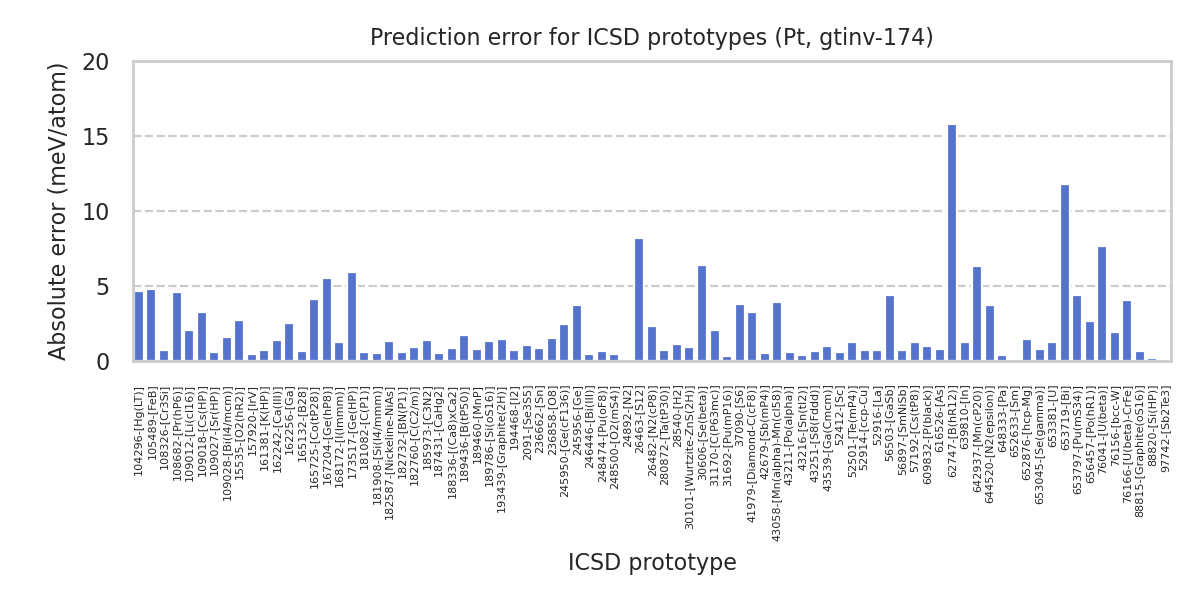 Prediction error for ICSD prototypes (Pt, gtinv-174)
Absolute error (meV/atom)
20
15
10
5
0
104296-[Hg(LT)]
105489-[FeB]
108326-[Cr3Si]
108682-[Pr(hP6)]
109012-[Li(cI16)]
109018-[Cs(HP)]
109027-[Sr(HP)]
109028-[Bi(I4/mcm)]
15535-[O2(hR2)]
157920-[IrV]
161381-[K(HP)]
162242-[Ca(III)]
162256-[Ga]
165132-[B28]
165725-[Co(tP28)]
167204-[Ge(hP8)]
168172-[I(Immm)]
173517-[Ge(HP)]
181082-[C(P1)]
181908-[Si(I4/mmm)]
182587-[Nickeline-NiAs]
182732-[BN(P1)]
182760-[C(C2/m)]
185973-[C3N2]
187431-[CaHg2]
188336-[(Ca8)xCa2]
189436-[B(tP50)]
189460-[MnP]
189786-[Si(oS16)]
193439-[Graphite(2H)]
194468-[I2]
2091-[Se3S5]
236662-[Sn]
236858-[O8]
245950-[Ge(cF136)]
245956-[Ge]
246446-[Bi(III)]
248474-[Pu(oF8)]
248500-[O2(mS4)]
24892-[N2]
26463-[S12]
26482-[N2(cP8)]
280872-[Ta(tP30)]
28540-[H2]
30101-[Wurtzite-ZnS(2H)]
30606-[Se(beta)]
31170-[C(P63mc)]
31692-[Pu(mP16)]
37090-[S6]
41979-[Diamond-C(cF8)]
42679-[Sb(mP4)]
43058-[Mn(alpha)-Mn(cI58)]
43211-[Po(alpha)]
43216-[Sn(tI2)]
43251-[S8(Fddd)]
43539-[Ga(Cmcm)]
52412-[Sc]
52501-[Te(mP4)]
52914-[ccp-Cu]
52916-[La]
56503-[GaSb]
56897-[SmNiSb]
57192-[Cs(tP8)]
609832-[P(black)]
616526-[As]
62747-[B(hR12)]
639810-[In]
642937-[Mn(cP20)]
644520-[N2(epsilon)]
648333-[Pa]
652633-[Sm]
652876-[hcp-Mg]
653045-[Se(gamma)]
653381-[U]
653719-[Bi]
653797-[Pu(mS34)]
656457-[Po(hR1)]
76041-[U(beta)]
76156-[bcc-W]
76166-[U(beta)-CrFe]
88815-[Graphite(oS16)]
88820-[Si(HP)]
97742-[Sb2Te3]
ICSD prototype